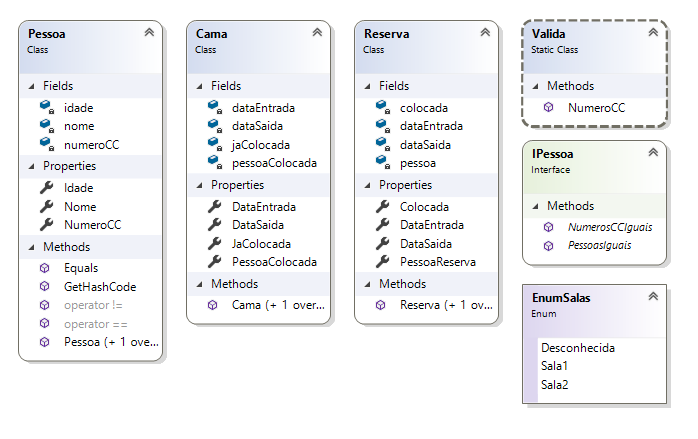 Pessoa
Class
Fields
idade
nome
numeroCC
Properties
Idade
Nome
NumeroCC
Methods
Equals
GetHashCode
operator !=
operator ==
Pessoa (+ 1 ove...
Cama
Class
Fields
dataEntrada
dataSaida
jaColocada
pessoaColocada
Properties
DataEntrada
DataSaida
JaColocada
PessoaColocada
Methods
Cama (+ 1 over...
Reserva
Class
Fields
colocada
dataEntrada
dataSaida
pessoa
Properties
Colocada
DataEntrada
DataSaida
PessoaReserva
Methods
Reserva (+ 1 ove...
Valida
Static Class
Methods
NumeroCC
IPessoa
Interface
Methods
NumerosCCIguais
PessoasIguais
EnumSalas
Enum
Desconhecida
Sala1
Sala2